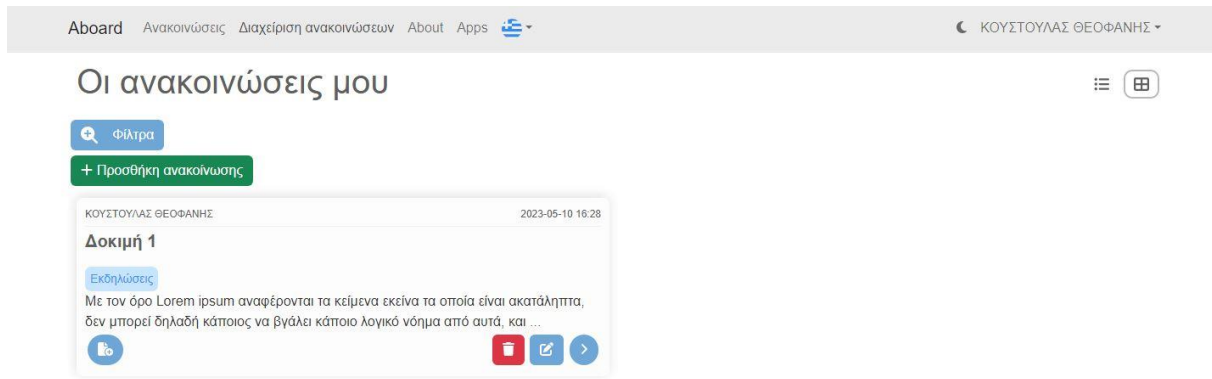 Aboard Ανακοινώσεις Διαχείριση ανακοινώσεων About Apps ΚΟΥΣΤΟΥΛΑΣ ΘΕΟΦΑΝΗΣ
Οι ανακοινώσεις μου
Φίλτρα
+ Προσθήκη ανακοίνωσης
ΚΟΥΣΤΟΥΛΑΣ ΘΕΟΦΑΝΗΣ 2023-05-10 16:28
Δοκιμή 1
Εκδηλώσεις
Με τον όρο Lorem ipsum αναφέρονται τα κείμενα εκείνα τα οποία είναι ακατάληπτα,
δεν μπορεί δηλαδή κάποιος να βγάλει κάποιο λογικό νόημα από αυτά, και ...